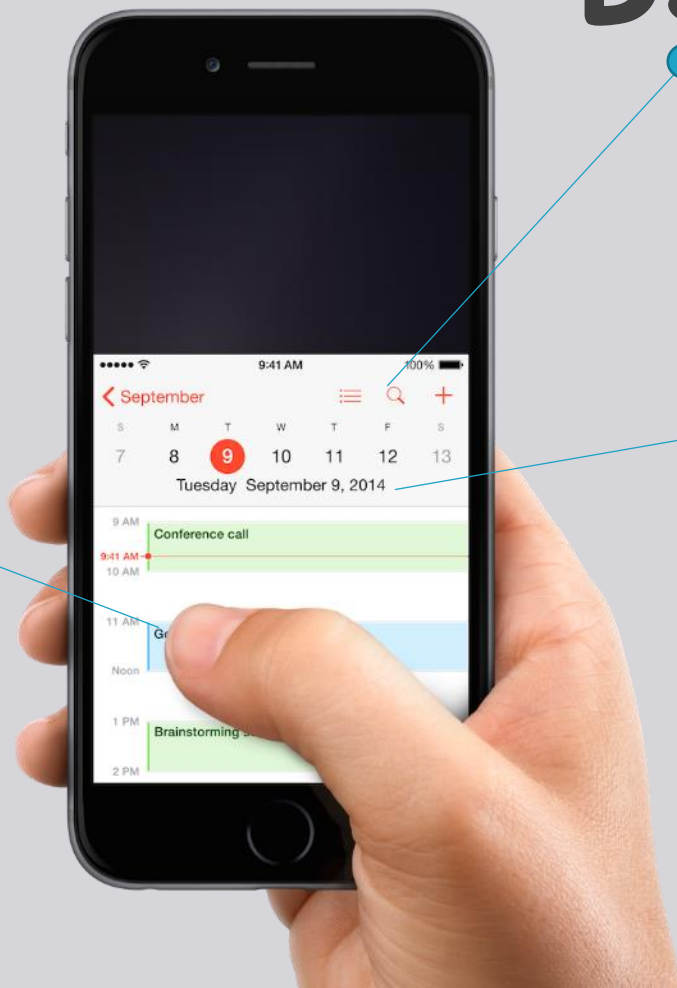 9:41 AM 100%
September
S M T W T F S
7 8 9 10 11 12 13
Tuesday September 9, 2014
9 AM
Conference call
9:41 AM
10 AM
11 AM
Noon
1 PM
Brainstorming
2 PM